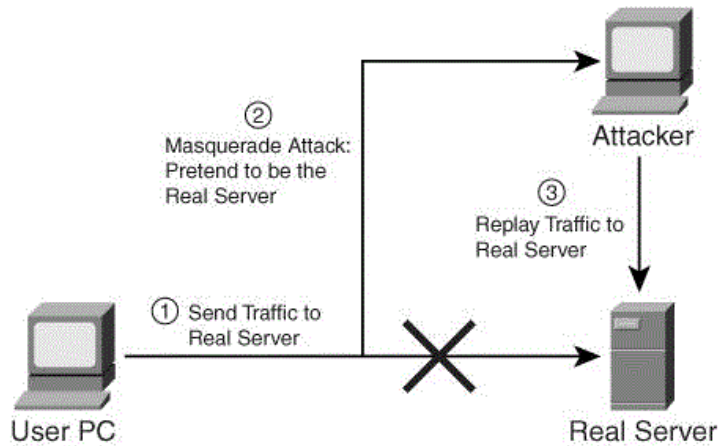 ②
Masquerade Attack:
Pretend to be the
Real Server
Attacker
③
Replay Traffic to
Real Server
① Send Traffic to
Real Server
User PC
Real Server